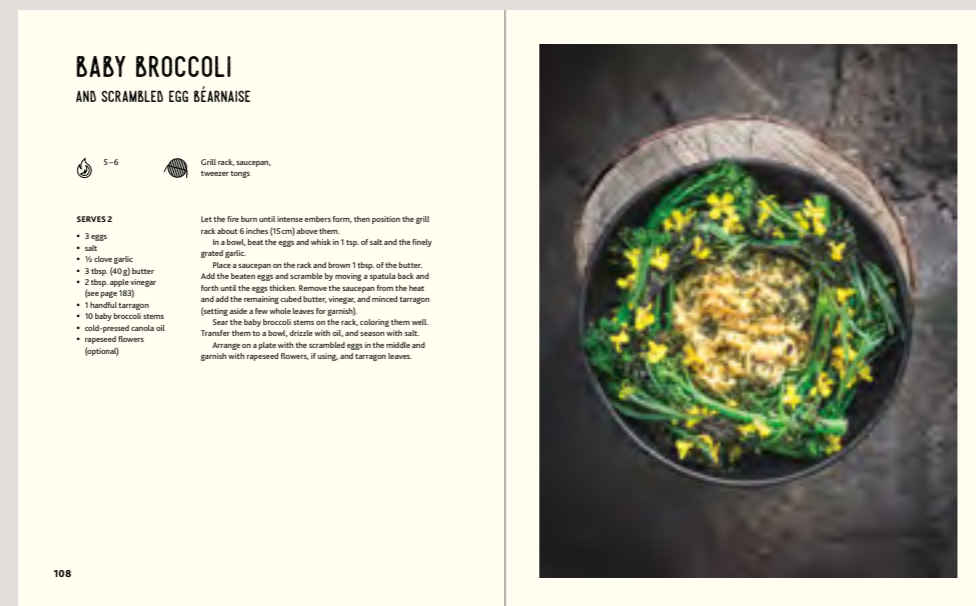 BABY BROCCOLI
AND SCRAMBLED EGG BÉARNAISE
5–6
Grill rack, saucepan,
tweezer tongs
SERVES 2
• 3 eggs
• salt
• ½ clove garlic
• 3 tbsp. (40 g) butter
• 2 tbsp. apple vinegar
(see page 183)
• 1 handful tarragon
• 10 baby broccoli stems
• cold-pressed canola oil
• rapeseed flowers
(optional)
Let the fire burn until intense embers form, then position the grill
rack about 6 inches (15 cm) above them.
In a bowl, beat the eggs and whisk in 1 tsp. of salt and the finely
grated garlic.
Place a saucepan on the rack and brown 1 tbsp. of the butter.
Add the beaten eggs and scramble by moving a spatula back and
forth until the eggs thicken. Remove the saucepan from the heat
and add the remaining cubed butter, vinegar, and minced tarragon
(setting aside a few whole leaves for garnish).
Sear the baby broccoli stems on the rack, coloring them well.
Transfer them to a bowl, drizzle with oil, and season with salt.
Arrange on a plate with the scrambled eggs in the middle and
garnish with rapeseed flowers, if using, and tarragon leaves.
108